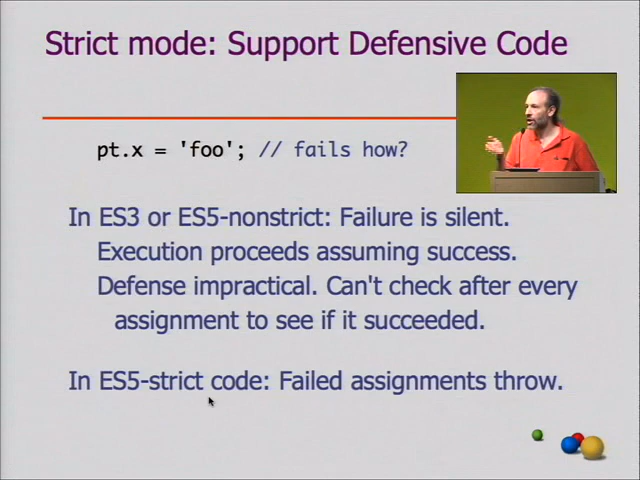 Strict mode: Support Defensive Code
pt.x = 'foo'; // fails how?
In ES3 or ES5-nonstrict: Failure is silent.
Execution proceeds assuming success.
Defense impractical. Can't check after every
assignment to see if it succeeded.
In ES5-strict code: Failed assignments throw.